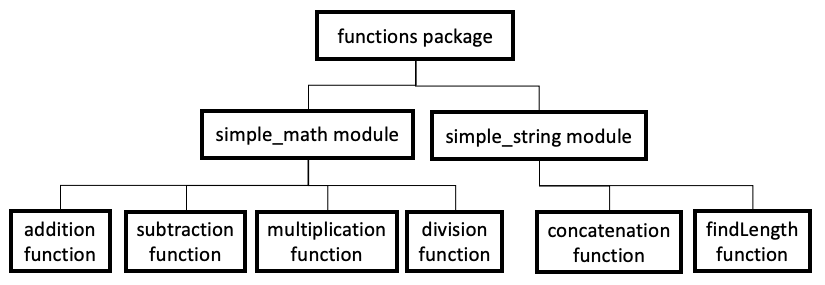 functions package
simple_math module
simple_string module
addition
function
subtraction
function
multiplication
function
division
function
concatenation
function
findLength
function